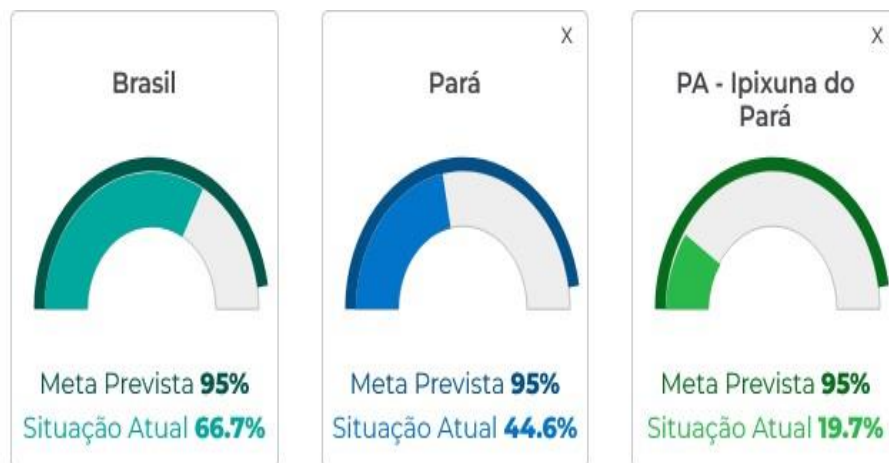 Brasil
Meta Prevista 95%
Situação Atual 66.7%
X
Pará
Meta Prevista 95%
Situação Atual 44.6%
X
PA - Ipixuna do
Pará
Meta Prevista 95%
Situação Atual 19.7%